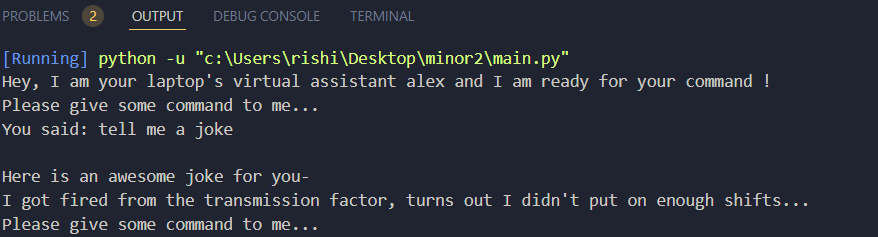 PROBLEMS 2 OUTPUT DEBUG CONSOLE TERMINAL
[Running] python -u "c:\Users\rishi\Desktop\minor2\main.py"
Hey, I am your laptop's virtual assistant alex and I am ready for your command !
Please give some command to me...
You said: tell me a joke
Here is an awesome joke for you-
I got fired from the transmission factor, turns out I didn't put on enough shifts...
Please give some command to me...